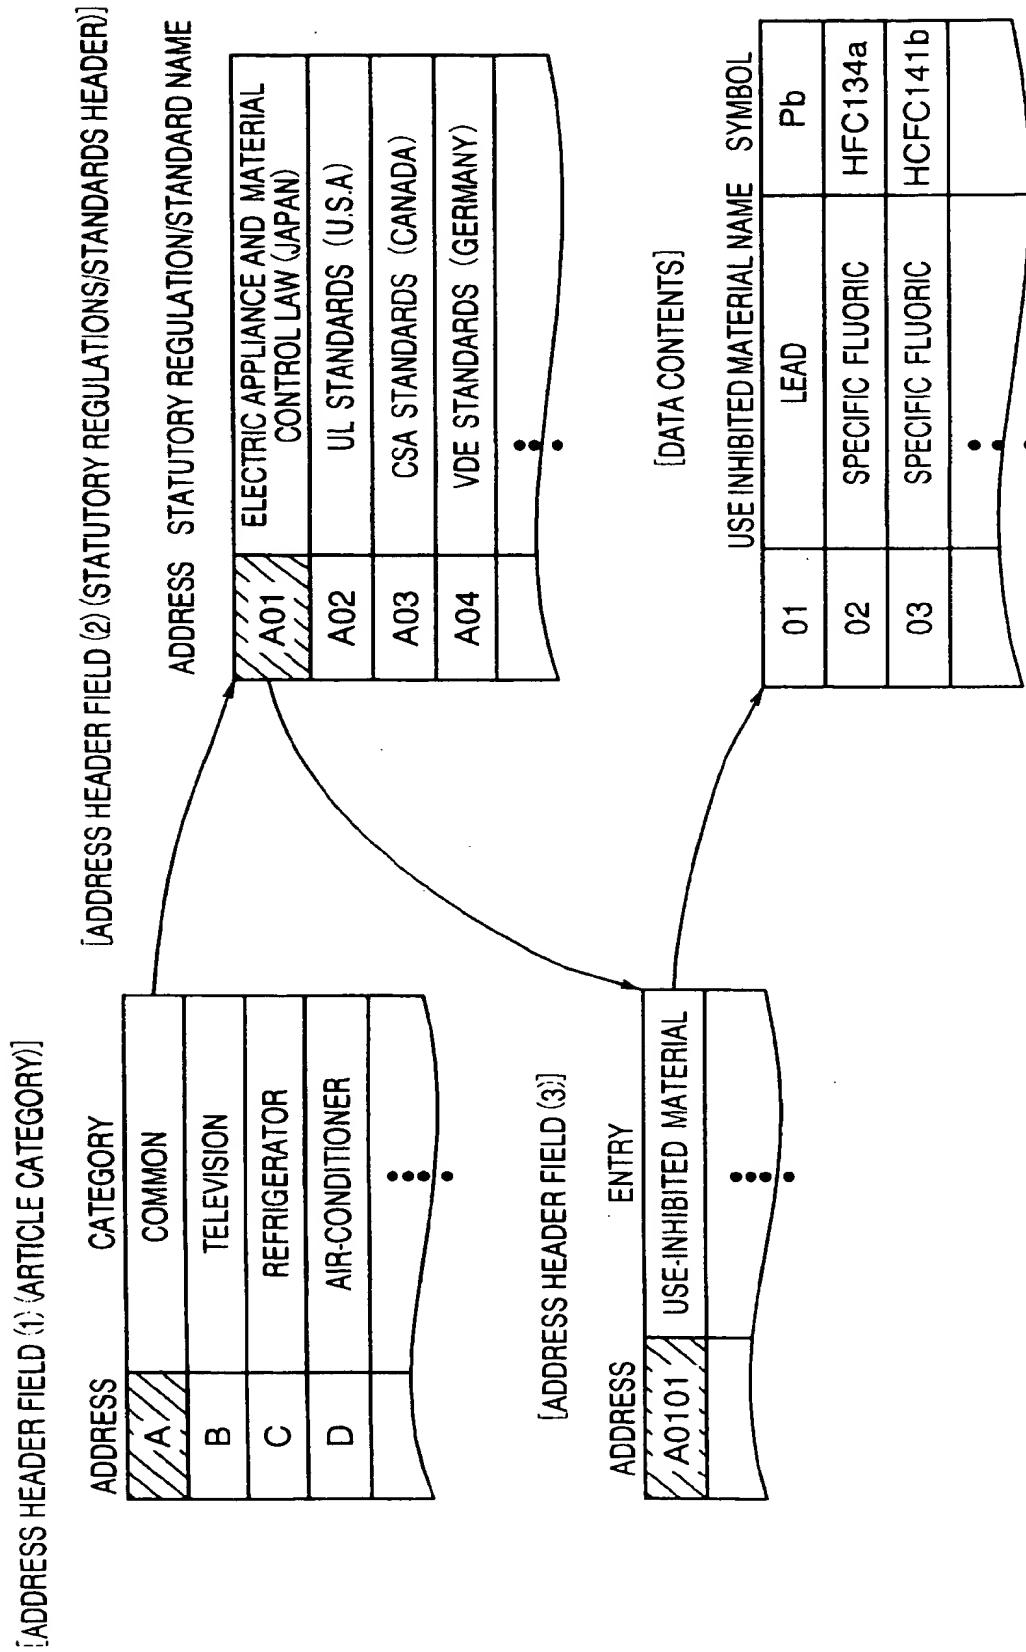 [ADDRESS HEADER FIELD (1) (ARTICLE CATEGORY)]
ADDRESS CATEGORY
A COMMON
B TELEVISION
C REFRIGERATOR
D AIR-CONDITIONER
[ADDRESS HEADER FIELD (2) (STATUTORY REGULATIONS/STANDARDS HEADER)]
ADDRESS STATUTORY REGULATION/STANDARD NAME
A01 ELECTRIC APPLIANCE AND MATERIAL
CONTROL LAW (JAPAN)
A02 UL STANDARDS (U.S.A)
A03 CSA STANDARDS (CANADA)
A04 VDE STANDARDS (GERMANY)
[ADDRESS HEADER FIELD (3)]
ADDRESS ENTRY
A0101 USE-INHIBITED MATERIAL
[DATA CONTENTS]
USE INHIBITED MATERIAL NAME SYMBOL
01 LEAD Pb
02 SPECIFIC FLUORIC HFC134a
03 SPECIFIC FLUORIC HCFC141b